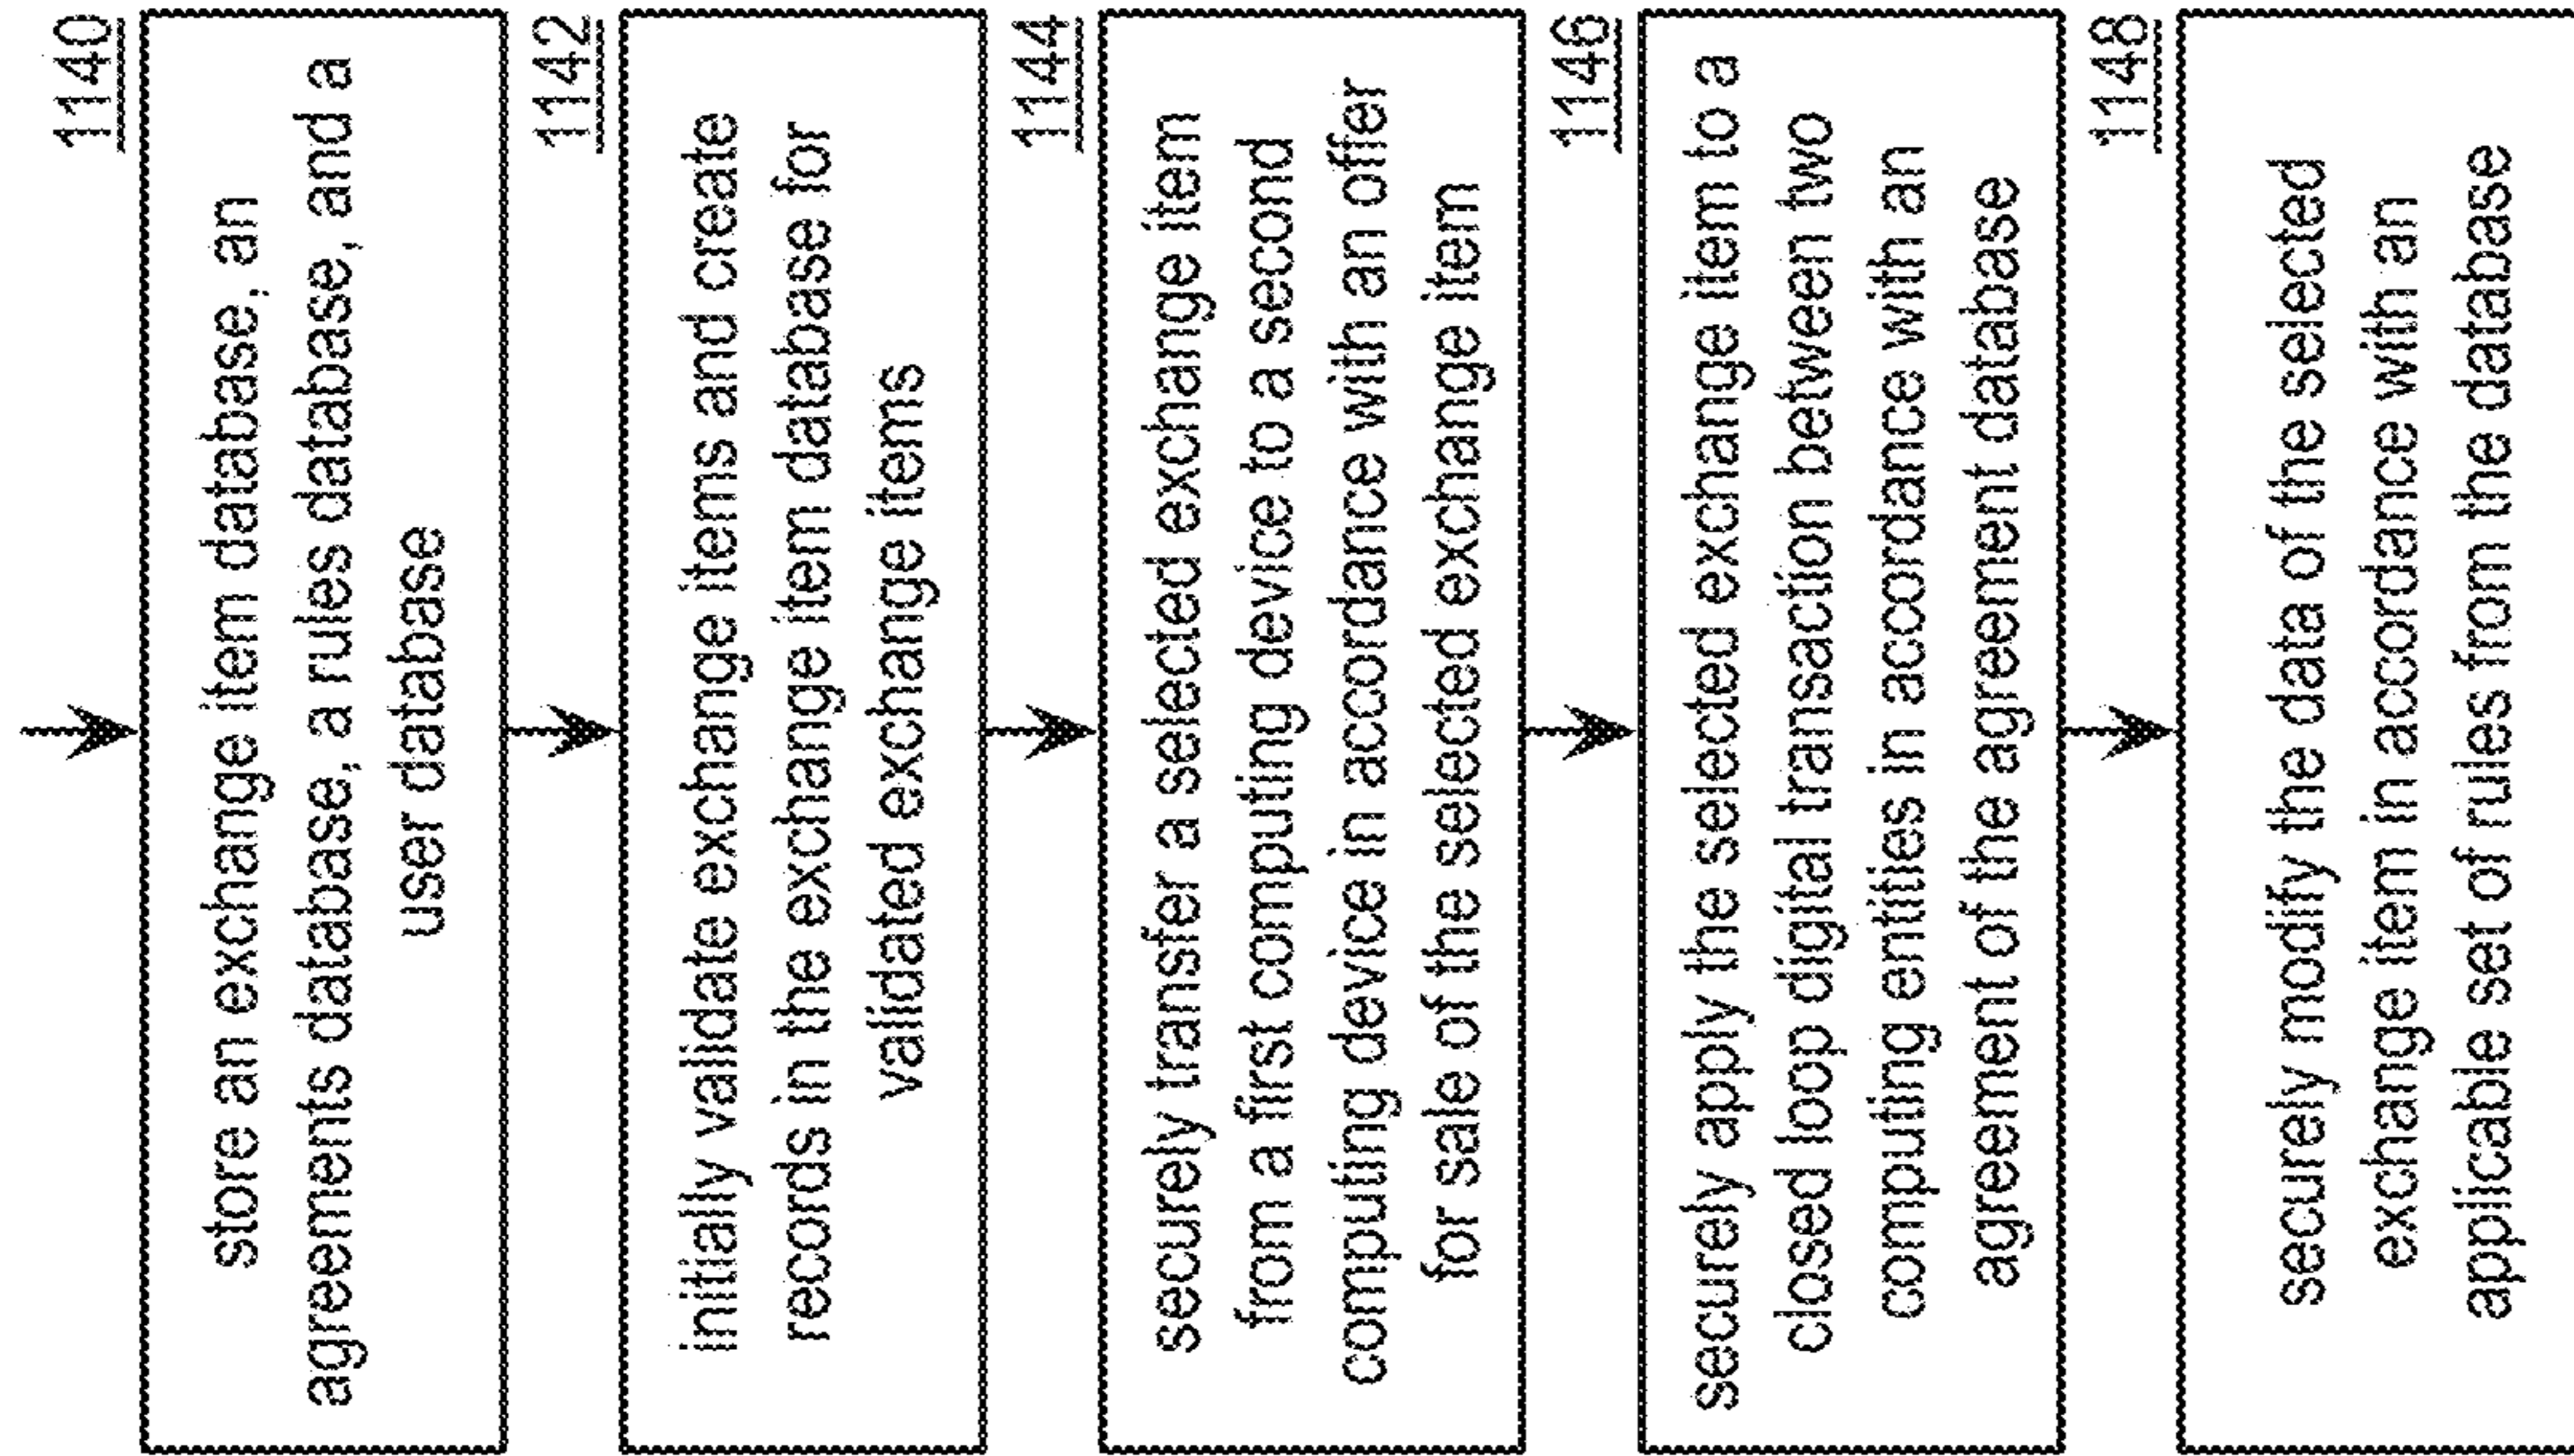 1140
store an exchange item database, an
agreements database, a rules database, and a
user database
1142
initially validate exchange items and create
records in the exchange item database for
validated exchange items
1144
securely transfer a selected exchange item
from a first computing device to a second
computing device in accordance with an offer
for sale of the selected exchange item
1146
securely apply the selected exchange item to a
closed loop digital transaction between two
computing entities in accordance with an
agreement of the agreement database
1148
securely modify the data of the selected
exchange item in accordance with an
applicable set of rules from the database